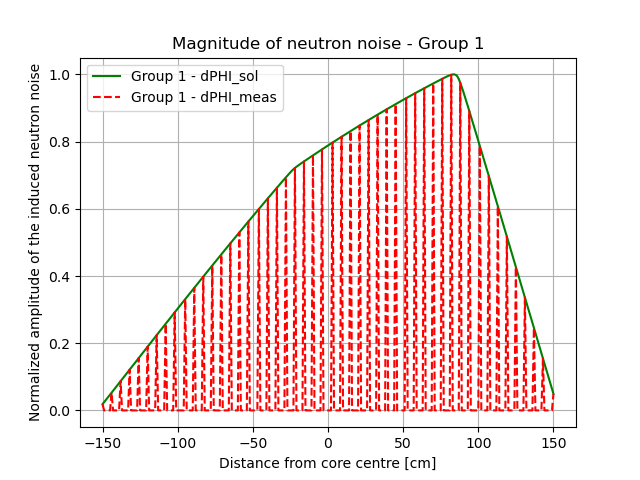 Magnitude of neutron noise - Group 1
Normalized amplitude of the induced neutron noise
1.0
0.8
0.6
0.4
0.2
0.0
Group 1 - dPHI_sol
Group 1 - dPHI_meas
−150
−100
−50
0
50
100
150
Distance from core centre [cm]